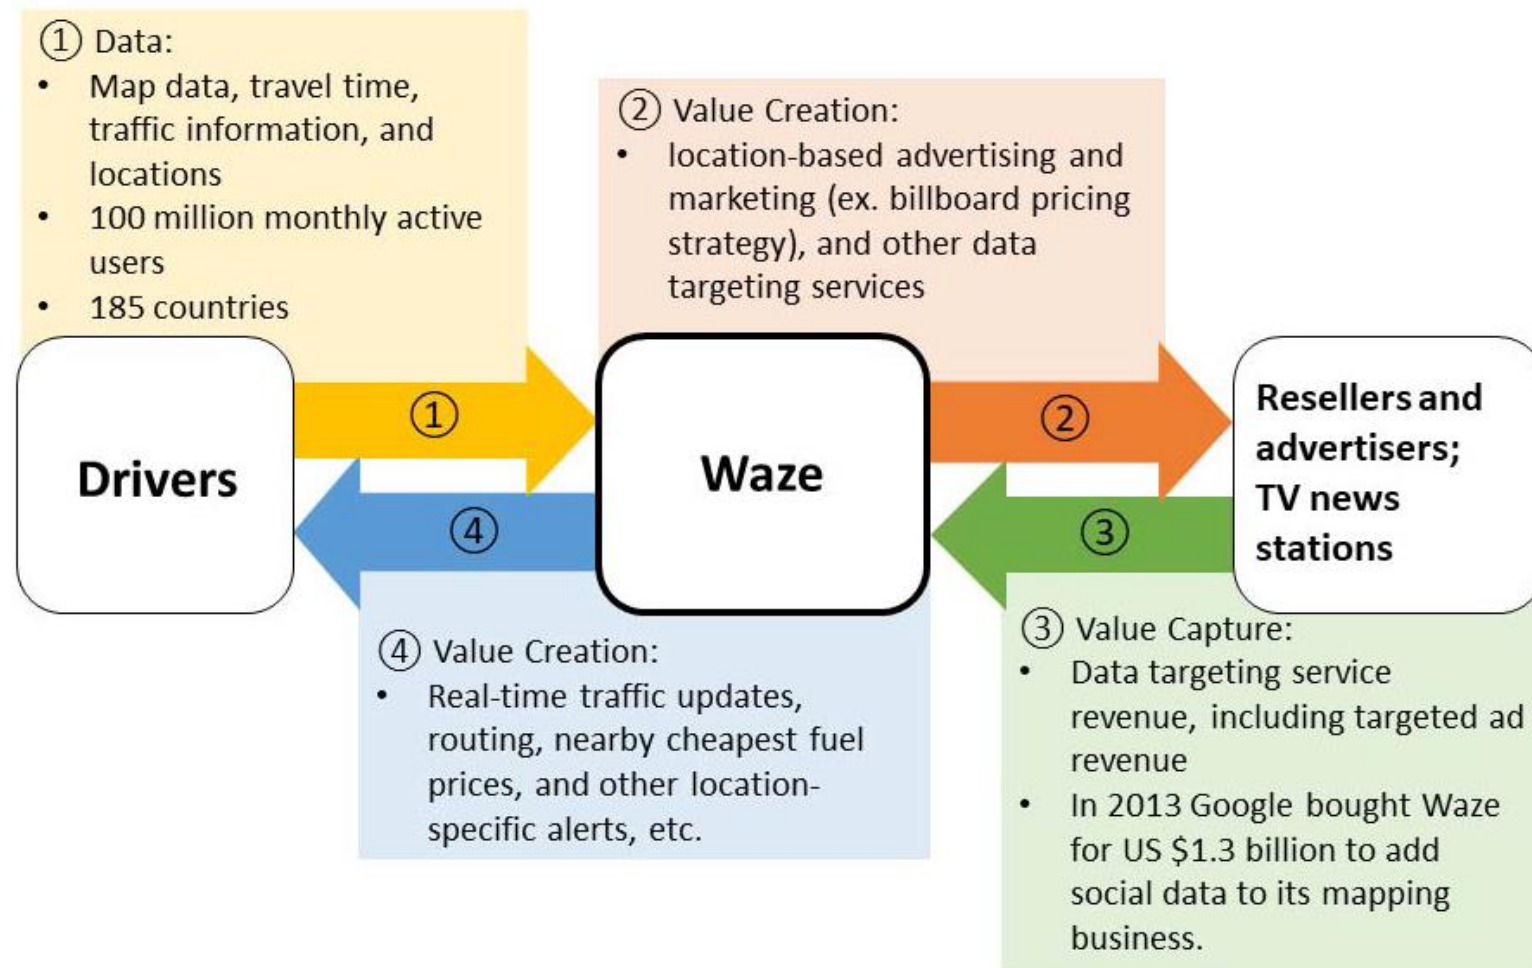 ① Data:
• Map data, travel time,
traffic information, and
locations
• 100 million monthly active
users
• 185 countries
② Value Creation:
• location-based advertising and
marketing (ex. billboard pricing
strategy), and other data
targeting services
Drivers
①
④
Waze
②
③
Resellers and
advertisers;
TV news
stations
④ Value Creation:
• Real-time traffic updates,
routing, nearby cheapest fuel
prices, and other location-
specific alerts, etc.
③ Value Capture:
• Data targeting service
revenue, including targeted ad
revenue
• In 2013 Google bought Waze
for US $1.3 billion to add
social data to its mapping
business.